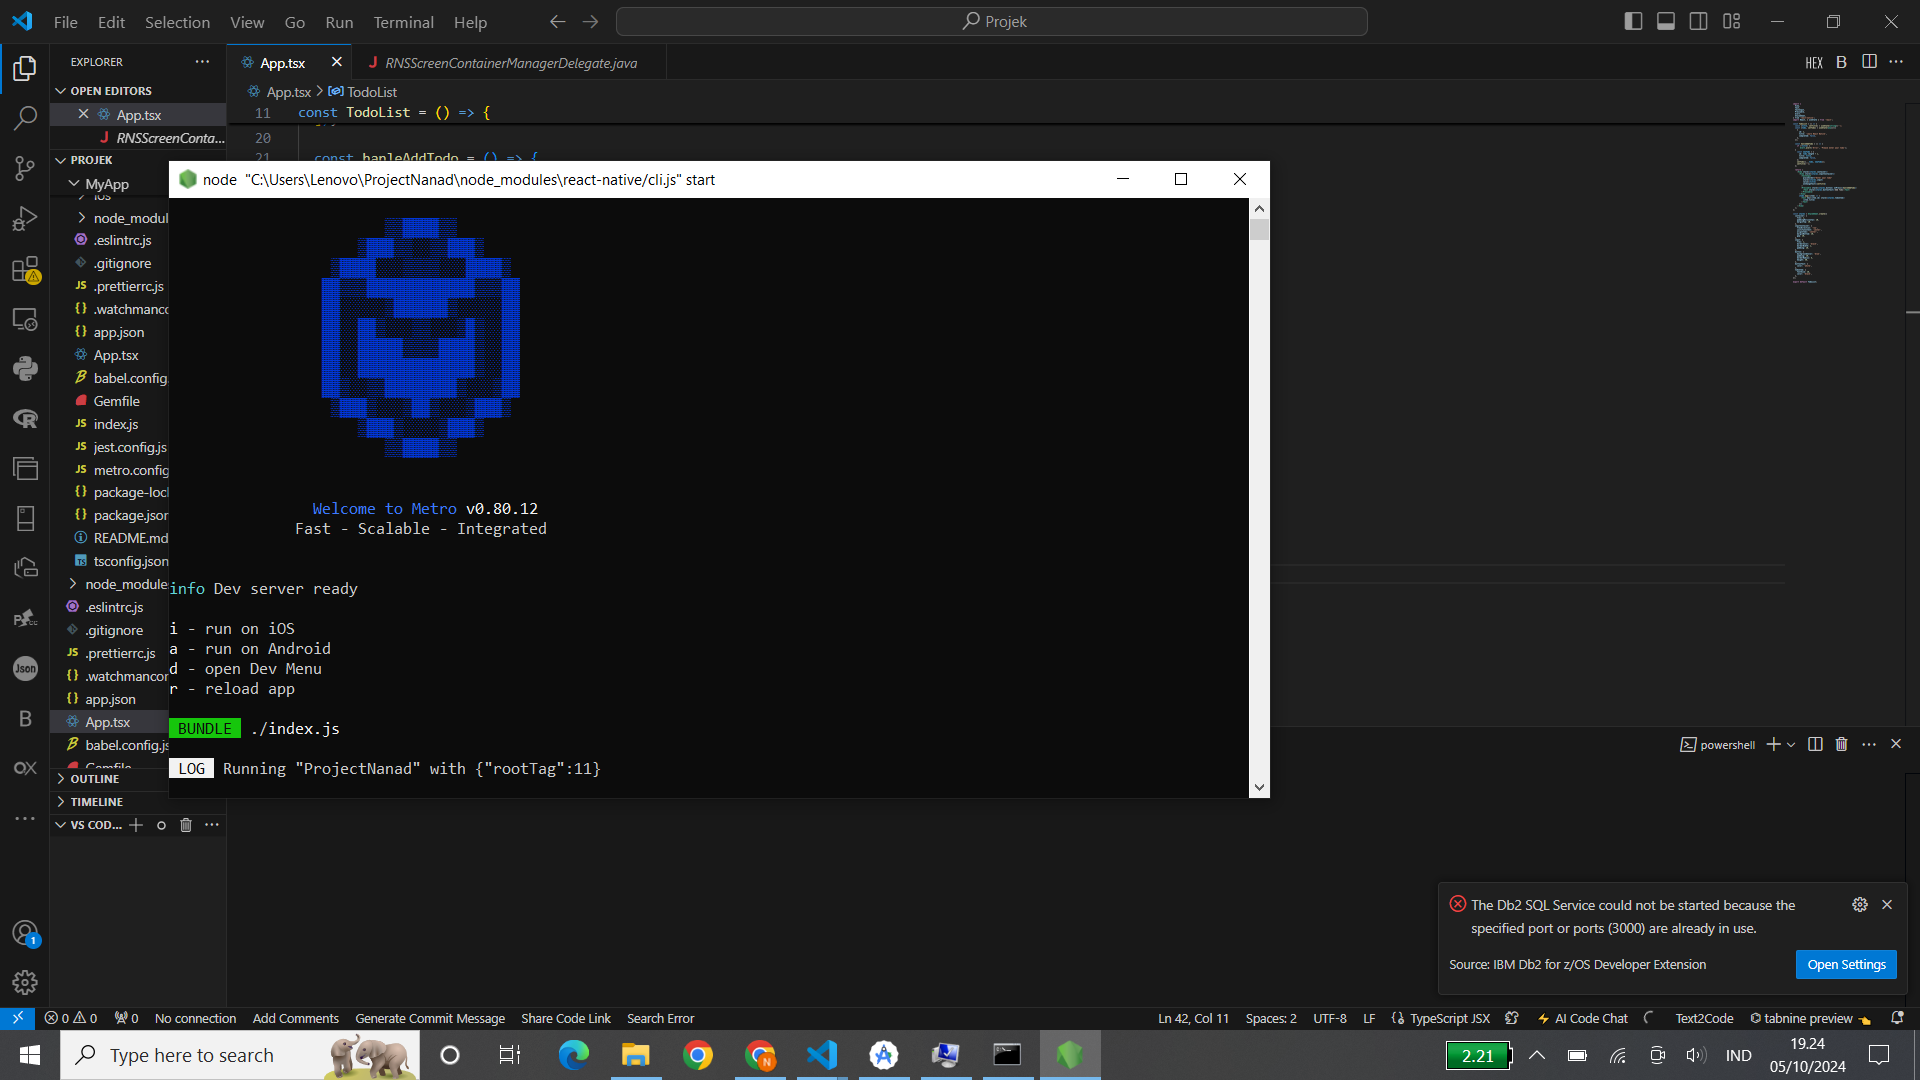 File Edit Selection View Go Run Terminal Help
Projek
EXPLORER
OPEN EDITORS
App.tsx
RNSScreenConta...
PROJEK
MyApp
ios
node_modul
.eslintrc.js
.gitignore
.prettierrc.js
.watchmanco
app.json
App.tsx
babel.config.
Gemfile
index.js
jest.config.js
metro.config
package-locl
package.jsor
README.md
tsconfig.json
node_module
.eslintrc.js
.gitignore
.prettierrc.js
.watchmancor
app.json
App.tsx
babel.config.js
Gemfile
OUTLINE
TIMELINE
VS COD...
App.tsx
RNSScreenContainerManagerDelegate.java
HEX B
App.tsx > TodoList
11 const TodoList = () => {
20
21 const hanleAddTodo = () => {
node "C:\Users\Lenovo\ProjectNanad\node_modules\react-native/cli.js" start
Welcome to Metro v0.80.12
Fast - Scalable - Integrated
info Dev server ready
i - run on iOS
a - run on Android
d - open Dev Menu
r - reload app
BUNDLE ./index.js
LOG Running "ProjectNanad" with {"rootTag":11}
powershell
The Db2 SQL Service could not be started because the
specified port or ports (3000) are already in use.
Source: IBM Db2 for z/OS Developer Extension
Open Settings
0 0 0 No connection Add Comments Generate Commit Message Share Code Link Search Error
Ln 42, Col 11 Spaces: 2 UTF-8 LF TypeScript JSX AI Code Chat Text2Code tabnine preview
Type here to search
2.21
IND
19.24
05/10/2024